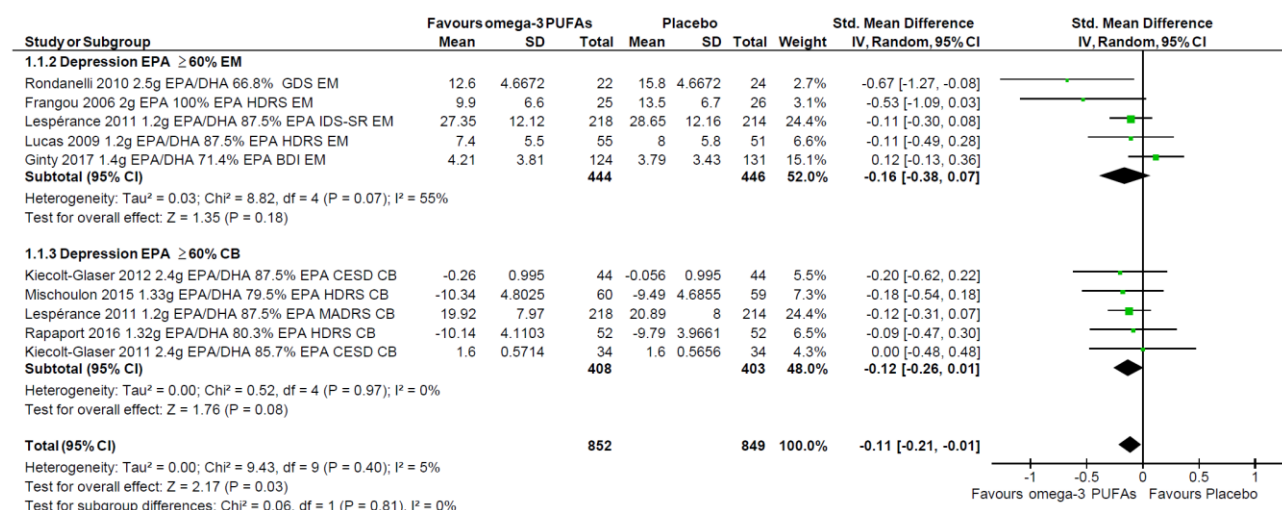 Favours omega-3 PUFAs Placebo Std. Mean Difference Std. Mean Difference
Study or Subgroup Mean SD Total Mean SD Total Weight IV, Random, 95% CI IV, Random, 95% CI
1.1.2 Depression EPA ≥60% EM
Rondanelli 2010 2.5g EPA/DHA 66.8% GDS EM 12.6 4.6672 22 15.8 4.6672 24 2.7% -0.67 [-1.27, -0.08]
Frangou 2006 2g EPA 100% EPA HDRS EM 9.9 6.6 25 13.5 6.7 26 3.1% -0.53 [-1.09, 0.03]
Lespérance 2011 1.2g EPA/DHA 87.5% EPA IDS-SR EM 27.35 12.12 218 28.65 12.16 214 24.4% -0.11 [-0.30, 0.08]
Lucas 2009 1.2g EPA/DHA 87.5% EPA HDRS EM 7.4 5.5 55 8 5.8 51 6.6% -0.11 [-0.49, 0.28]
Ginty 2017 1.4g EPA/DHA 71.4% EPA BDI EM 4.21 3.81 124 3.79 3.43 131 15.1% 0.12 [-0.13, 0.36]
Subtotal (95% CI) 444 446 52.0% -0.16 [-0.38, 0.07]
Heterogeneity: Tau² = 0.03; Chi² = 8.82, df = 4 (P = 0.07); I² = 55%
Test for overall effect: Z = 1.35 (P = 0.18)
1.1.3 Depression EPA ≥60% CB
Kiecolt-Glaser 2012 2.4g EPA/DHA 87.5% EPA CESD CB -0.26 0.995 44 -0.056 0.995 44 5.5% -0.20 [-0.62, 0.22]
Mischoulon 2015 1.33g EPA/DHA 79.5% EPA HDRS CB -10.34 4.8025 60 -9.49 4.6855 59 7.3% -0.18 [-0.54, 0.18]
Lespérance 2011 1.2g EPA/DHA 87.5% EPA MADRS CB 19.92 7.97 218 20.89 8 214 24.4% -0.12 [-0.31, 0.07]
Rapaport 2016 1.32g EPA/DHA 80.3% EPA HDRS CB -10.14 4.1103 52 -9.79 3.9661 52 6.4% -0.09 [-0.47, 0.30]
Kiecolt-Glaser 2011 2.4g EPA/DHA 85.7% EPA CESD CB 1.6 0.5714 34 1.6 0.5656 34 4.3% 0.00 [-0.48, 0.48]
Subtotal (95% CI) 408 403 48.0% -0.12 [-0.26, 0.01]
Heterogeneity: Tau² = 0.00; Chi² = 0.52, df = 4 (P = 0.97); I² = 0%
Test for overall effect: Z = 1.76 (P = 0.08)
Total (95% CI) 852 849 100.0% -0.11 [-0.21, -0.01]
Heterogeneity: Tau² = 0.00; Chi² = 9.43, df = 9 (P = 0.40); I² = 5%
Test for overall effect: Z = 2.17 (P = 0.03)
Test for subgroup differences: Chi² = 0.06, df = 1 (P = 0.81), I² = 0%
-1 -0.5 0 0.5 1
Favours omega-3 PUFAs Favours Placebo